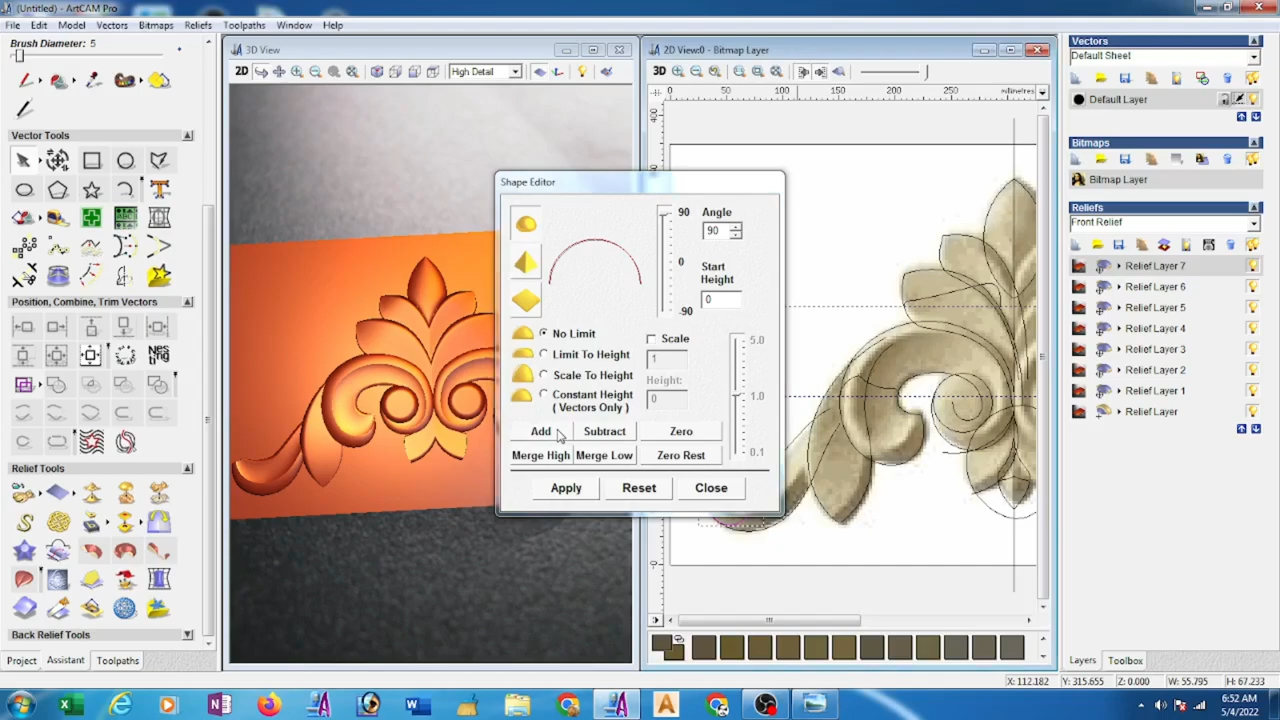 (Untitled) - ArtCAM Pro
File Edit Model Vectors Bitmaps Reliefs Toolpaths Window Help
Brush Diameter: 5
Vector Tools
Position, Combine, Trim Vectors
Relief Tools
Back Relief Tools
Project Assistant Toolpaths
3D View
2D High Detail
Shape Editor
90 Angle
90
0
-90
Start
Height
0
No Limit
Limit To Height
Scale To Height
Constant Height
( Vectors Only )
Scale
1
Height:
0
5.0
1.0
0.1
Add Subtract Zero
Merge High Merge Low Zero Rest
Apply Reset Close
2D View:0 - Bitmap Layer
3D
0 50 100 150 200 250 millimetres
400
Vectors
Default Sheet
Default Layer
Bitmaps
Bitmap Layer
Reliefs
Front Relief
Relief Layer 7
Relief Layer 6
Relief Layer 5
Relief Layer 4
Relief Layer 3
Relief Layer 2
Relief Layer 1
Relief Layer
Layers Toolbox
X: 112.182 Y: 315.655 Z: 0.000 W: 55.795 H: 67.233
6:52 AM
5/4/2022